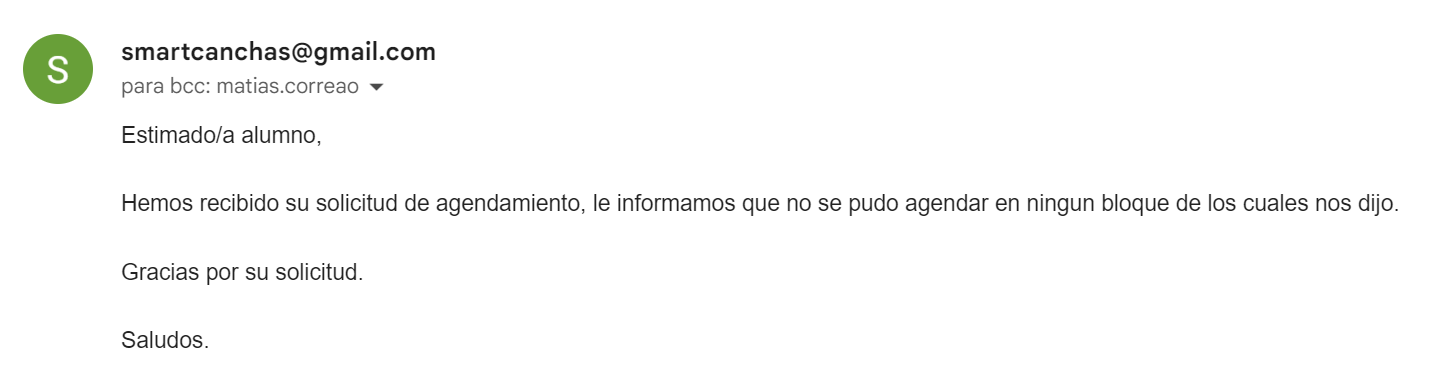 S
smartcanchas@gmail.com
para bcc: matias.correao
Estimado/a alumno,
Hemos recibido su solicitud de agendamiento, le informamos que no se pudo agendar en ningun bloque de los cuales nos dijo.
Gracias por su solicitud.
Saludos.